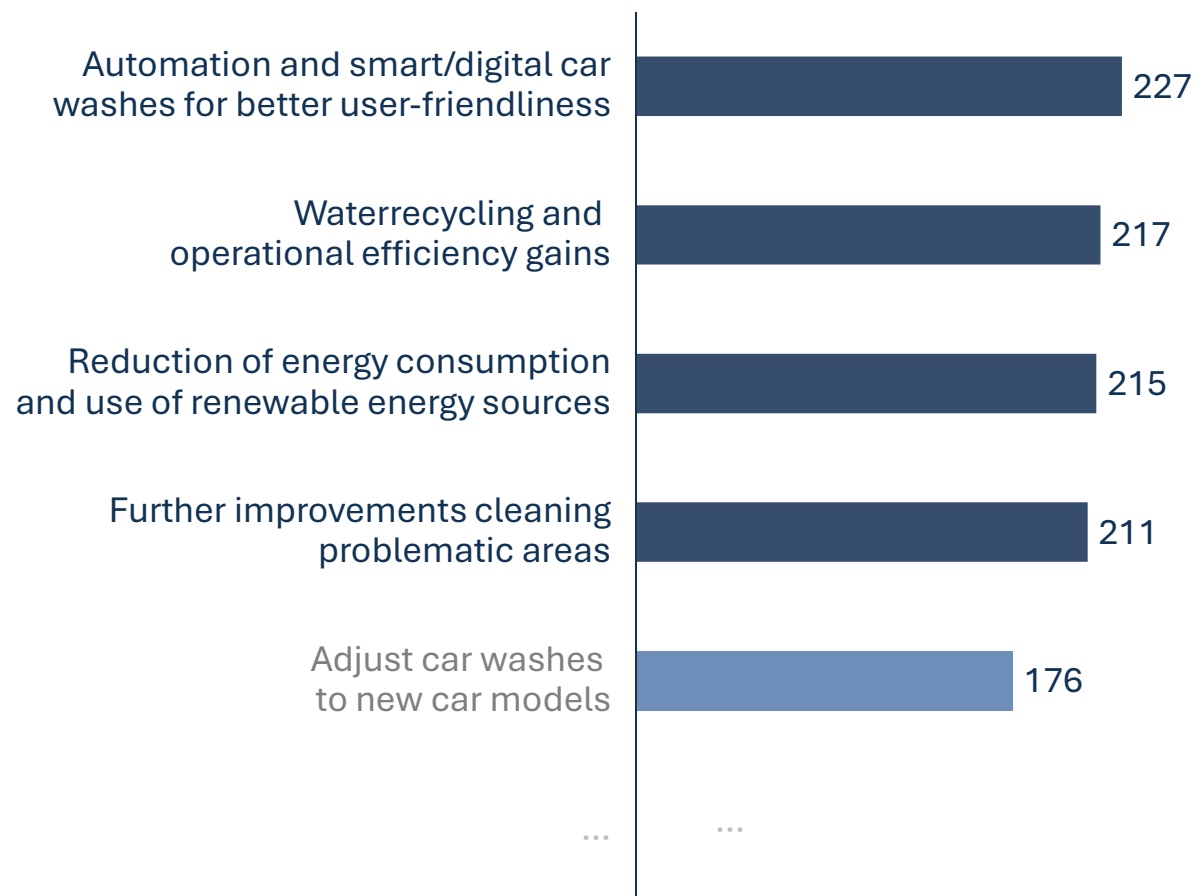 Automation and smart/digital car
washes for better user-friendliness
227
Waterrecycling and
operational efficiency gains
217
Reduction of energy consumption
and use of renewable energy sources
215
Further improvements cleaning
problematic areas
211
Adjust car washes
to new car models
176
...
...